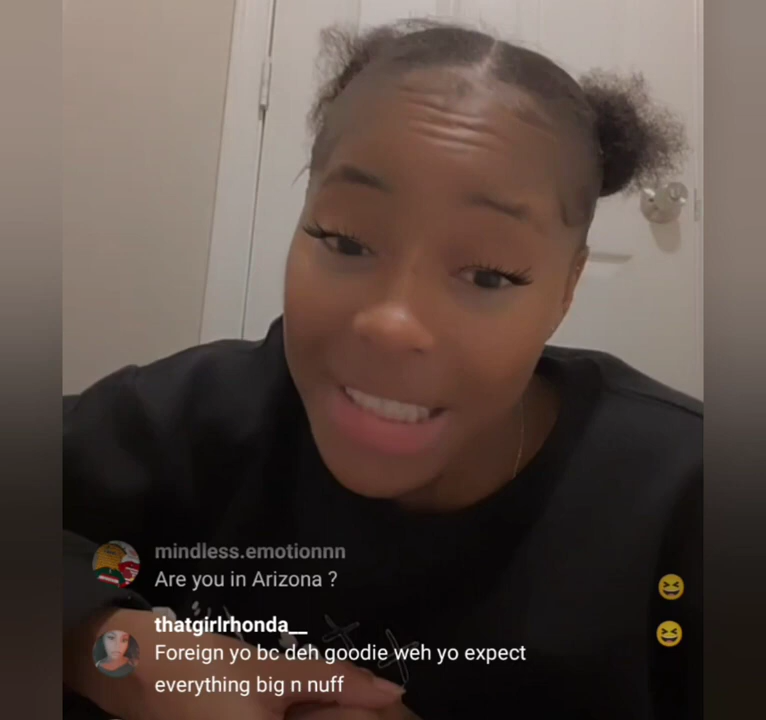 mindless.emotionnn
Are you in Arizona ?
thatgirlrhonda__
Foreign yo bc deh goodie weh yo expect
everything big n nuff